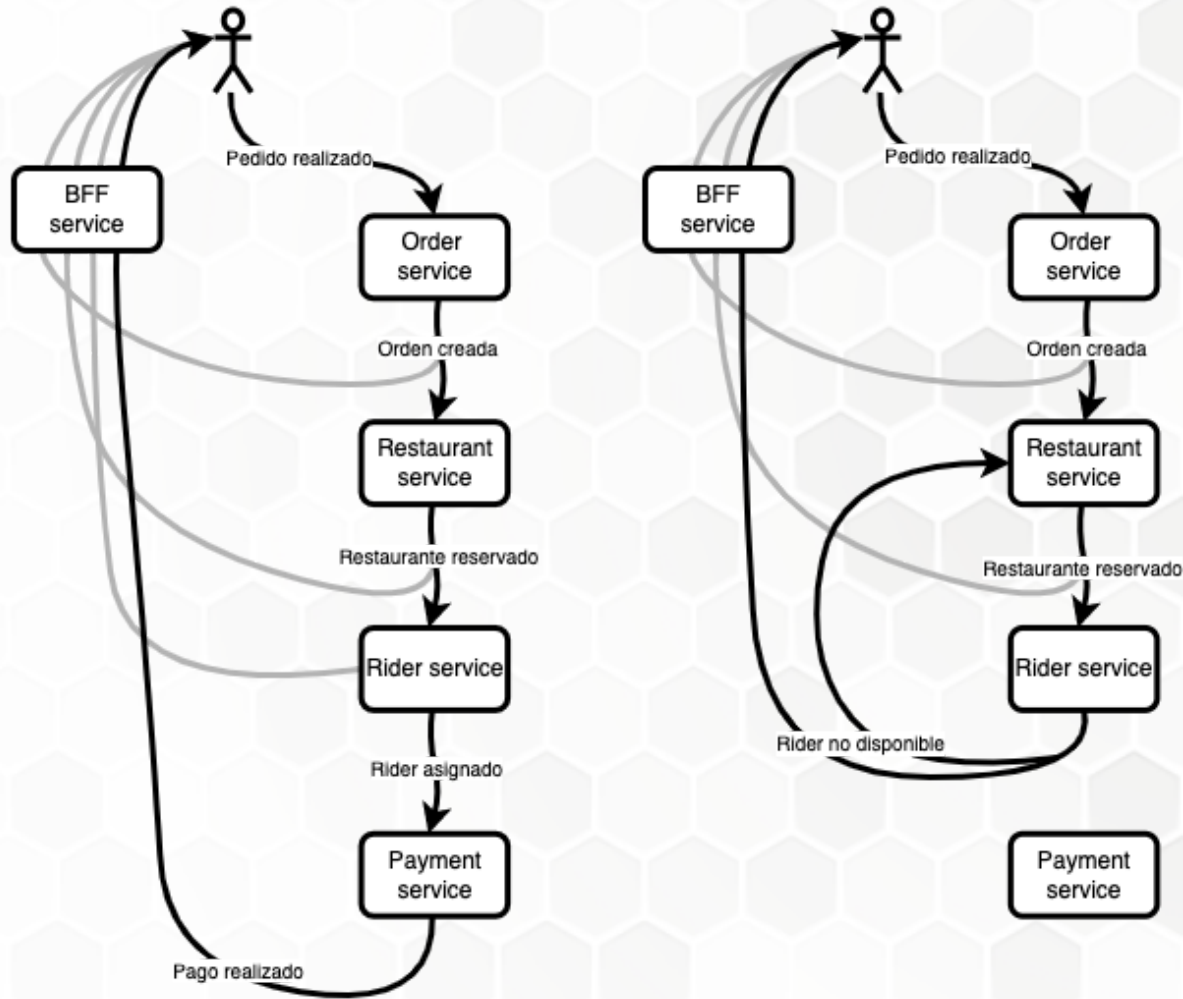 Pedido realizado
BFF
service
Order
service
Orden creada
Restaurant
service
Restaurante reservado
Rider service
Rider asignado
Payment
service
Pago realizado
Pedido realizado
BFF
service
Order
service
Orden creada
Restaurant
service
Restaurante reservado
Rider service
Rider no disponible
Payment
service